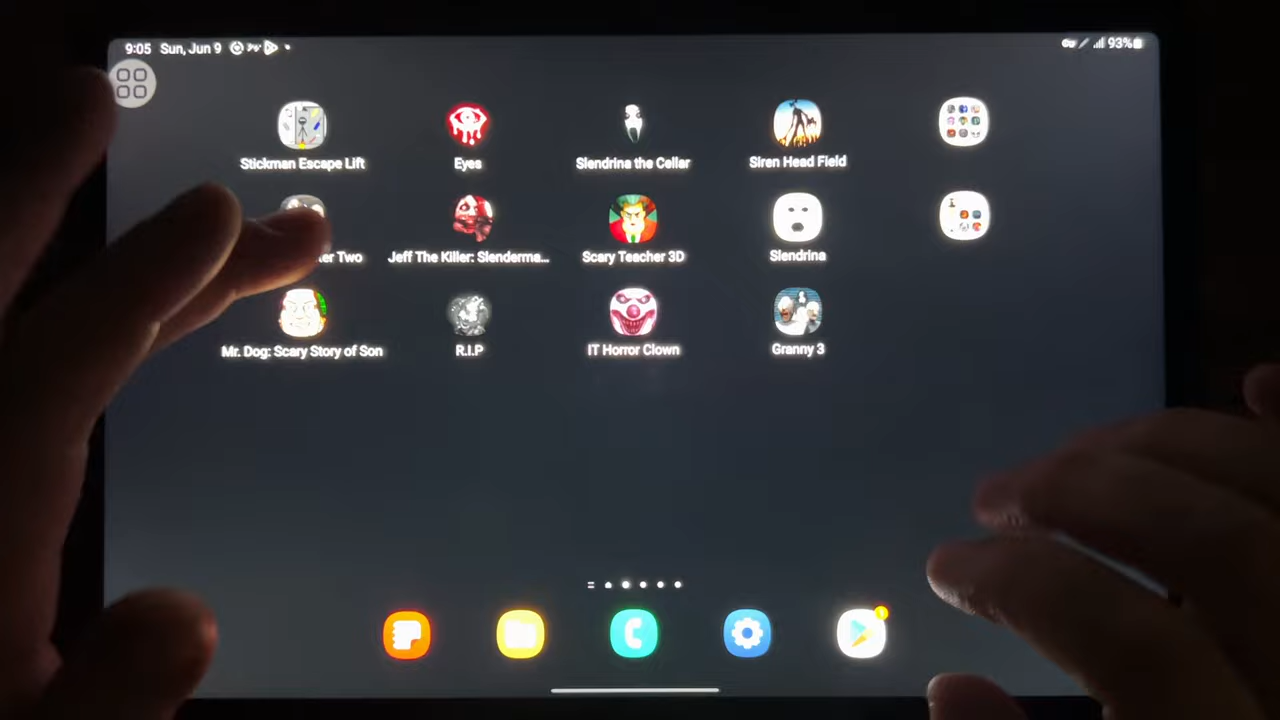 9:05 Sun, Jun 9
93%
Stickman Escape Lift
Eyes
Slendrina the Cellar
Siren Head Field
er Two
Jeff The Killer: Slenderma...
Scary Teacher 3D
Slendrina
Mr. Dog: Scary Story of Son
R.I.P
IT Horror Clown
Granny 3